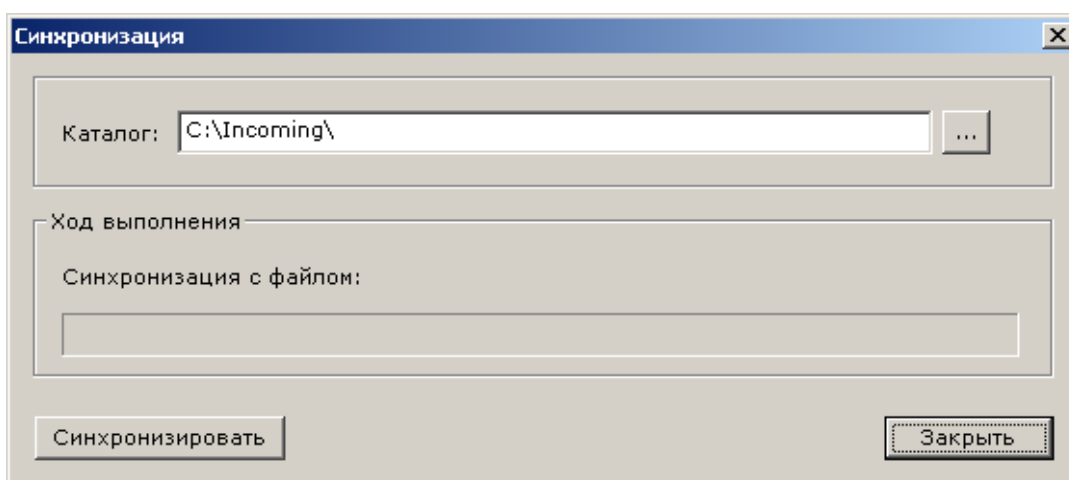 Синхронизация
Каталог: C:\Incoming\ ...
Ход выполнения
Синхронизация с файлом:
Синхронизировать Закрыть